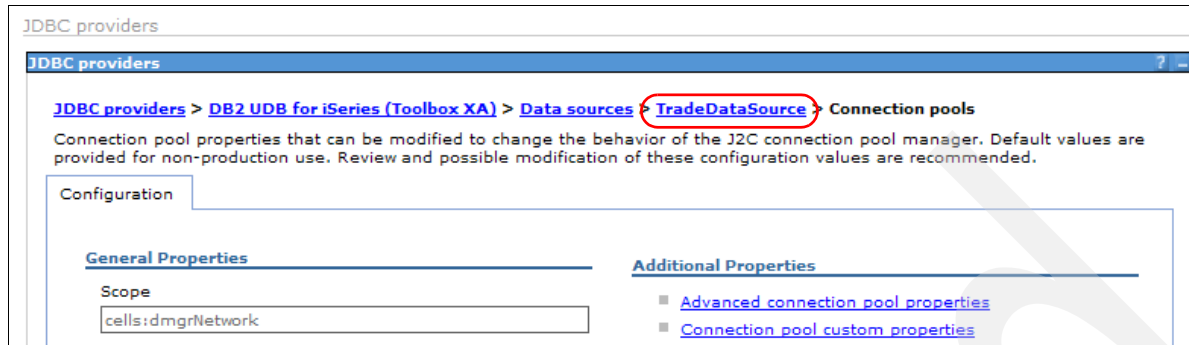 JDBC providers
JDBC providers ? –
JDBC providers > DB2 UDB for iSeries (Toolbox XA) > Data sources > TradeDataSource > Connection pools
Connection pool properties that can be modified to change the behavior of the J2C connection pool manager. Default values are
provided for non-production use. Review and possible modification of these configuration values are recommended.
Configuration
General Properties
Scope
cells:dmgrNetwork
Additional Properties
Advanced connection pool properties
Connection pool custom properties